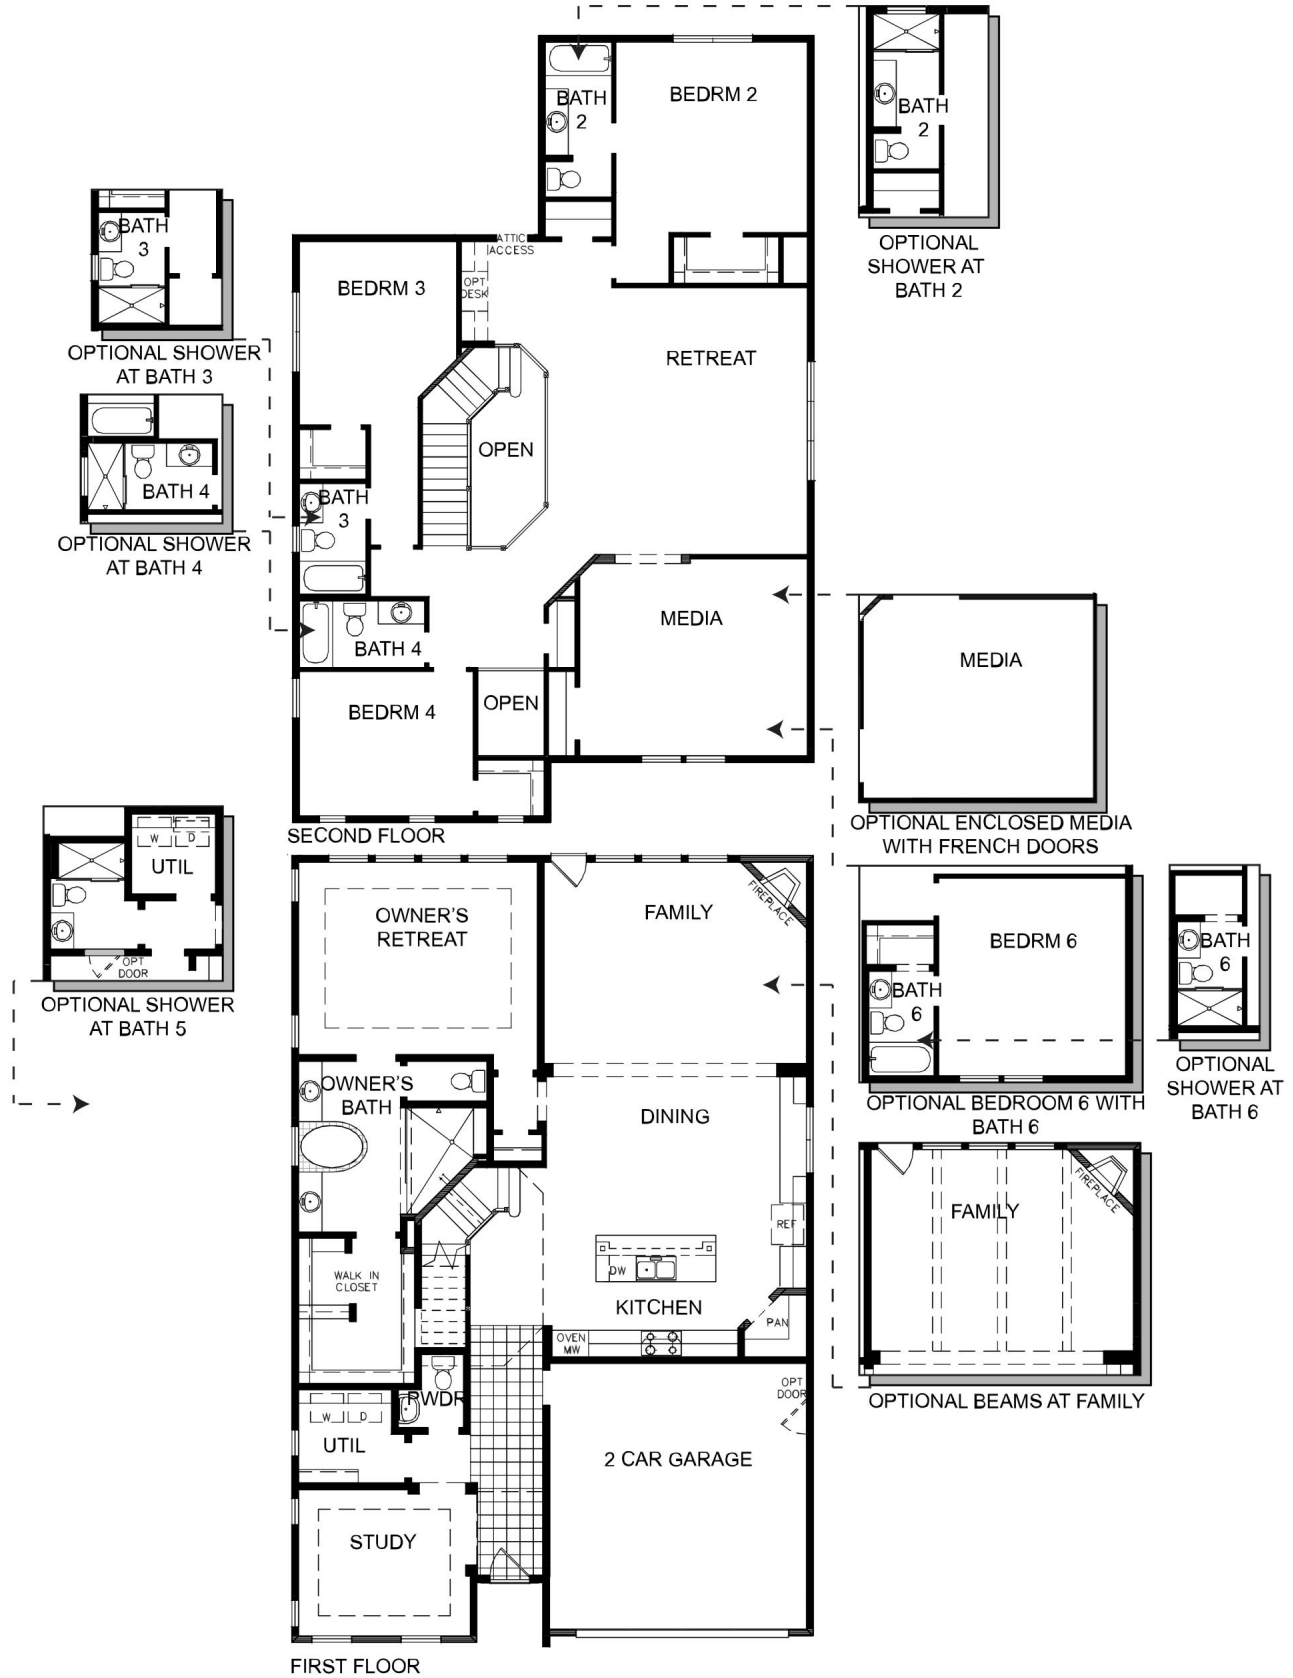 BATH
2
BEDRM 2
BATH
2
OPTIONAL
SHOWER AT
BATH 2
BATH
3
OPTIONAL SHOWER
AT BATH 3
ATTIC
ACCESS
OPT
DESK
BEDRM 3
RETREAT
OPEN
BATH 4
OPTIONAL SHOWER
AT BATH 4
BATH
3
BATH 4
MEDIA
BEDRM 4
OPEN
MEDIA
OPTIONAL ENCLOSED MEDIA
WITH FRENCH DOORS
SECOND FLOOR
W
D
UTIL
OPT
DOOR
OPTIONAL SHOWER
AT BATH 5
OWNER'S
RETREAT
FAMILY
FIREPLACE
BEDRM 6
BATH
6
OPTIONAL BEDROOM 6 WITH
BATH 6
BATH
6
OPTIONAL
SHOWER AT
BATH 6
OWNER'S
BATH
DINING
REF
DW
KITCHEN
PAN
OVEN
MW
WALK IN
CLOSET
FAMILY
FIREPLACE
OPTIONAL BEAMS AT FAMILY
PWDR
W
D
UTIL
OPT
DOOR
2 CAR GARAGE
STUDY
FIRST FLOOR